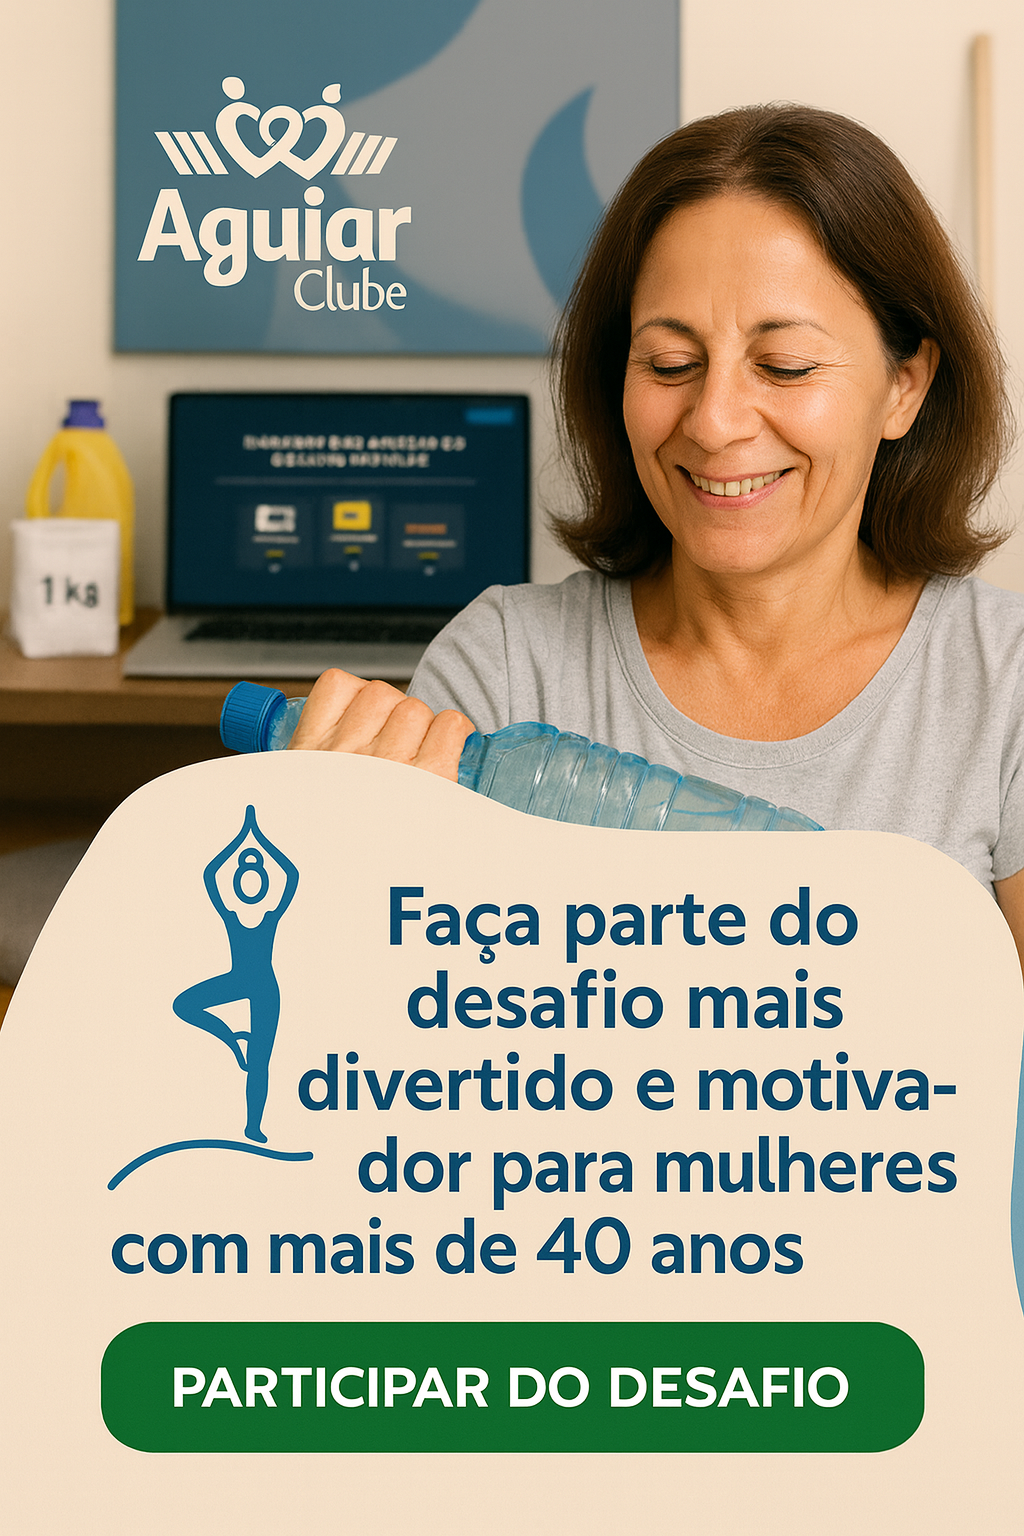 Aguiar
Clube
1 kg
Faça parte do
desafio mais
divertido e motiva-
dor para mulheres
com mais de 40 anos
PARTICIPAR DO DESAFIO